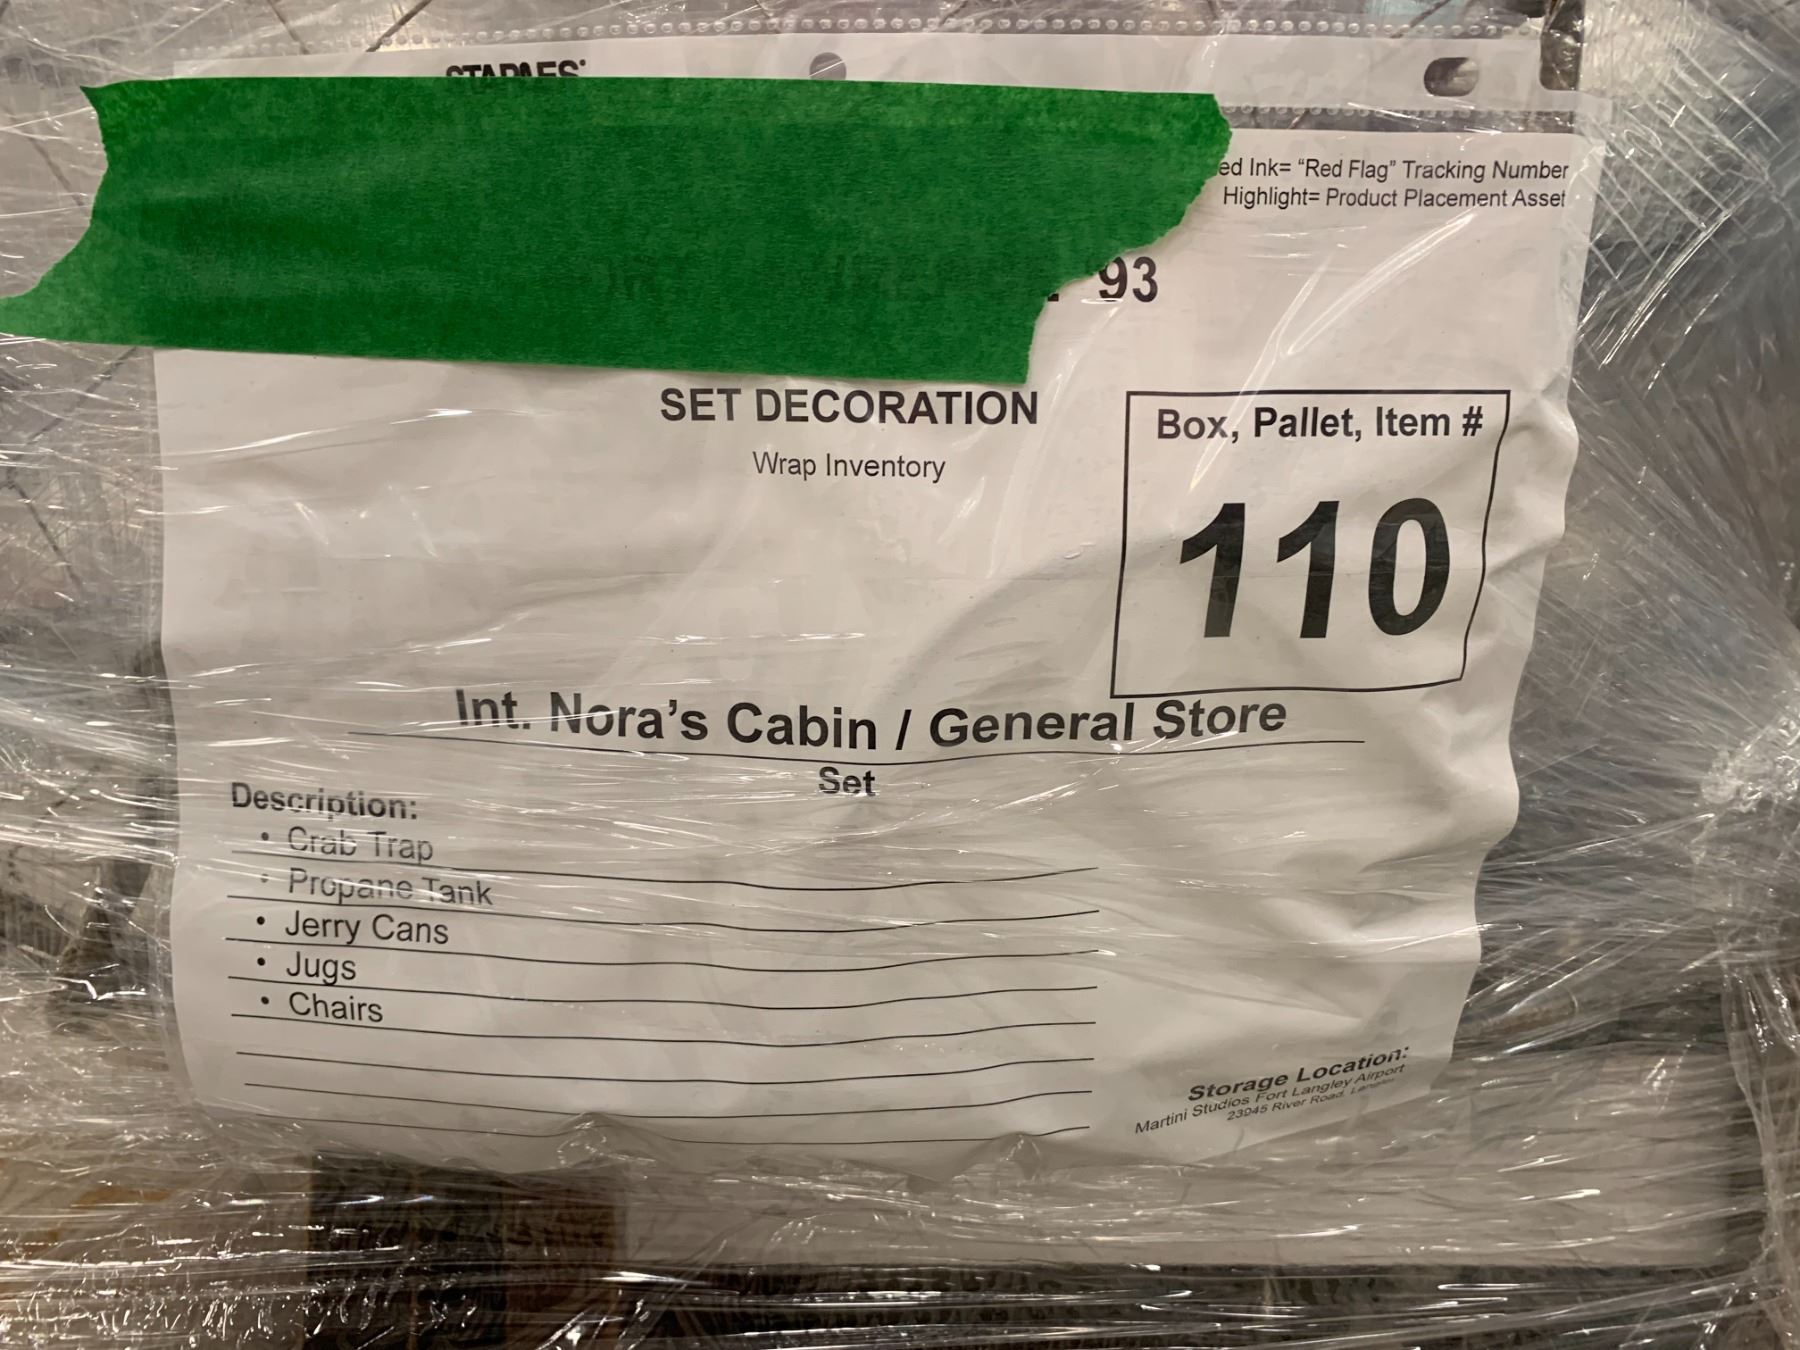 STAPLES
ed Ink= “Red Flag” Tracking Number
Highlight= Product Placement Asset
93
SET DECORATION
Wrap Inventory
Box, Pallet, Item #
110
Int. Nora’s Cabin / General Store
Set
Description:
• Crab Trap
• Propane Tank
• Jerry Cans
• Jugs
• Chairs
Storage Location:
Martini Studios Fort Langley Airport
23945 River Road, Langley